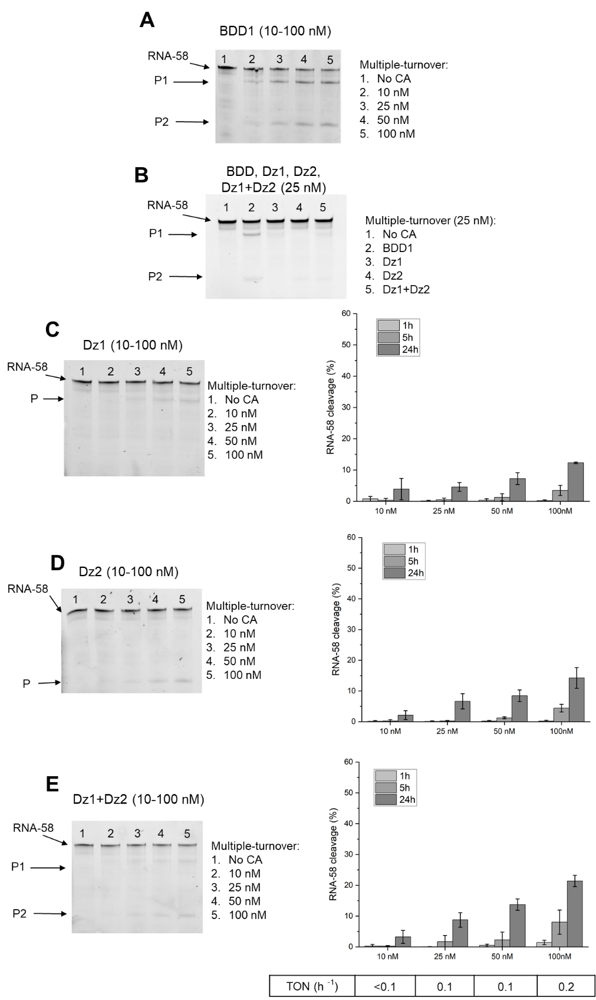 A
BDD1 (10-100 nM)
RNA-58
P1
P2
1 2 3 4 5
Multiple-turnover:
1. No CA
2. 10 nM
3. 25 nM
4. 50 nM
5. 100 nM
B
BDD, Dz1, Dz2,
Dz1+Dz2 (25 nM)
RNA-58
P1
P2
1 2 3 4 5
Multiple-turnover (25 nM):
1. No CA
2. BDD1
3. Dz1
4. Dz2
5. Dz1+Dz2
C
Dz1 (10-100 nM)
RNA-58
P
1 2 3 4 5
Multiple-turnover:
1. No CA
2. 10 nM
3. 25 nM
4. 50 nM
5. 100 nM
RNA-58 cleavage (%)
60
50
40
30
20
10
0
1h
5h
24h
10 nM 25 nM 50 nM 100nM
D
Dz2 (10-100 nM)
RNA-58
P
1 2 3 4 5
Multiple-turnover:
1. No CA
2. 10 nM
3. 25 nM
4. 50 nM
5. 100 nM
RNA-58 cleavage (%)
60
50
40
30
20
10
0
1h
5h
24h
10 nM 25 nM 50 nM 100nM
E
Dz1+Dz2 (10-100 nM)
RNA-58
P1
P2
1 2 3 4 5
Multiple-turnover:
1. No CA
2. 10 nM
3. 25 nM
4. 50 nM
5. 100 nM
RNA-58 cleavage (%)
60
50
40
30
20
10
0
1h
5h
24h
10 nM 25 nM 50 nM 100nM
TON (h⁻¹) <0.1 0.1 0.1 0.2